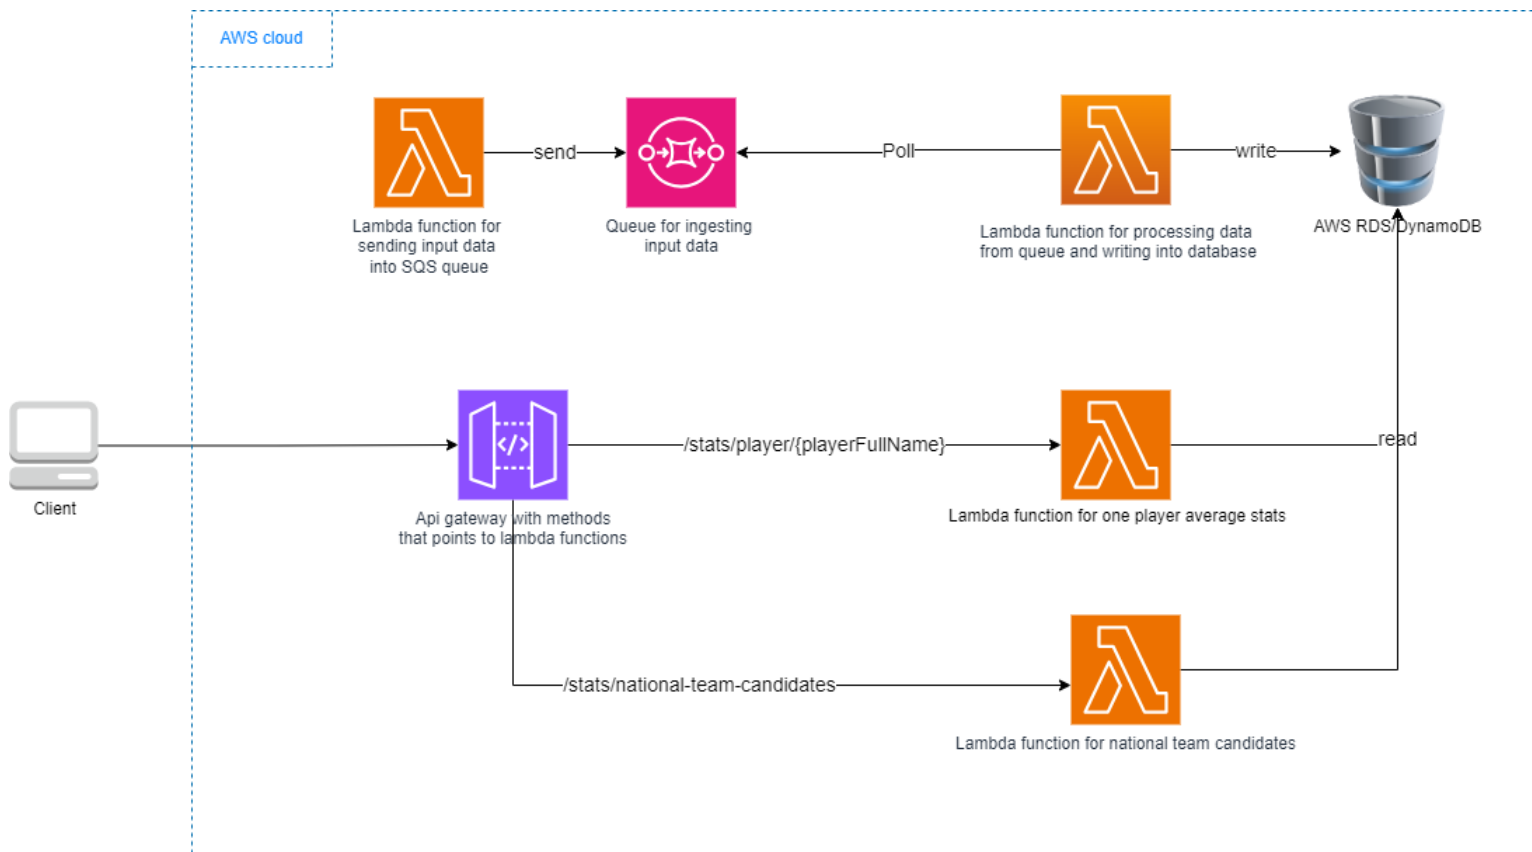 AWS cloud
send
Poll
write
Lambda function for
sending input data
into SQS queue
Queue for ingesting
input data
Lambda function for processing data
from queue and writing into database
AWS RDS/DynamoDB
Client
</>
/stats/player/{playerFullName}
read
Api gateway with methods
that points to lambda functions
Lambda function for one player average stats
/stats/national-team-candidates
Lambda function for national team candidates